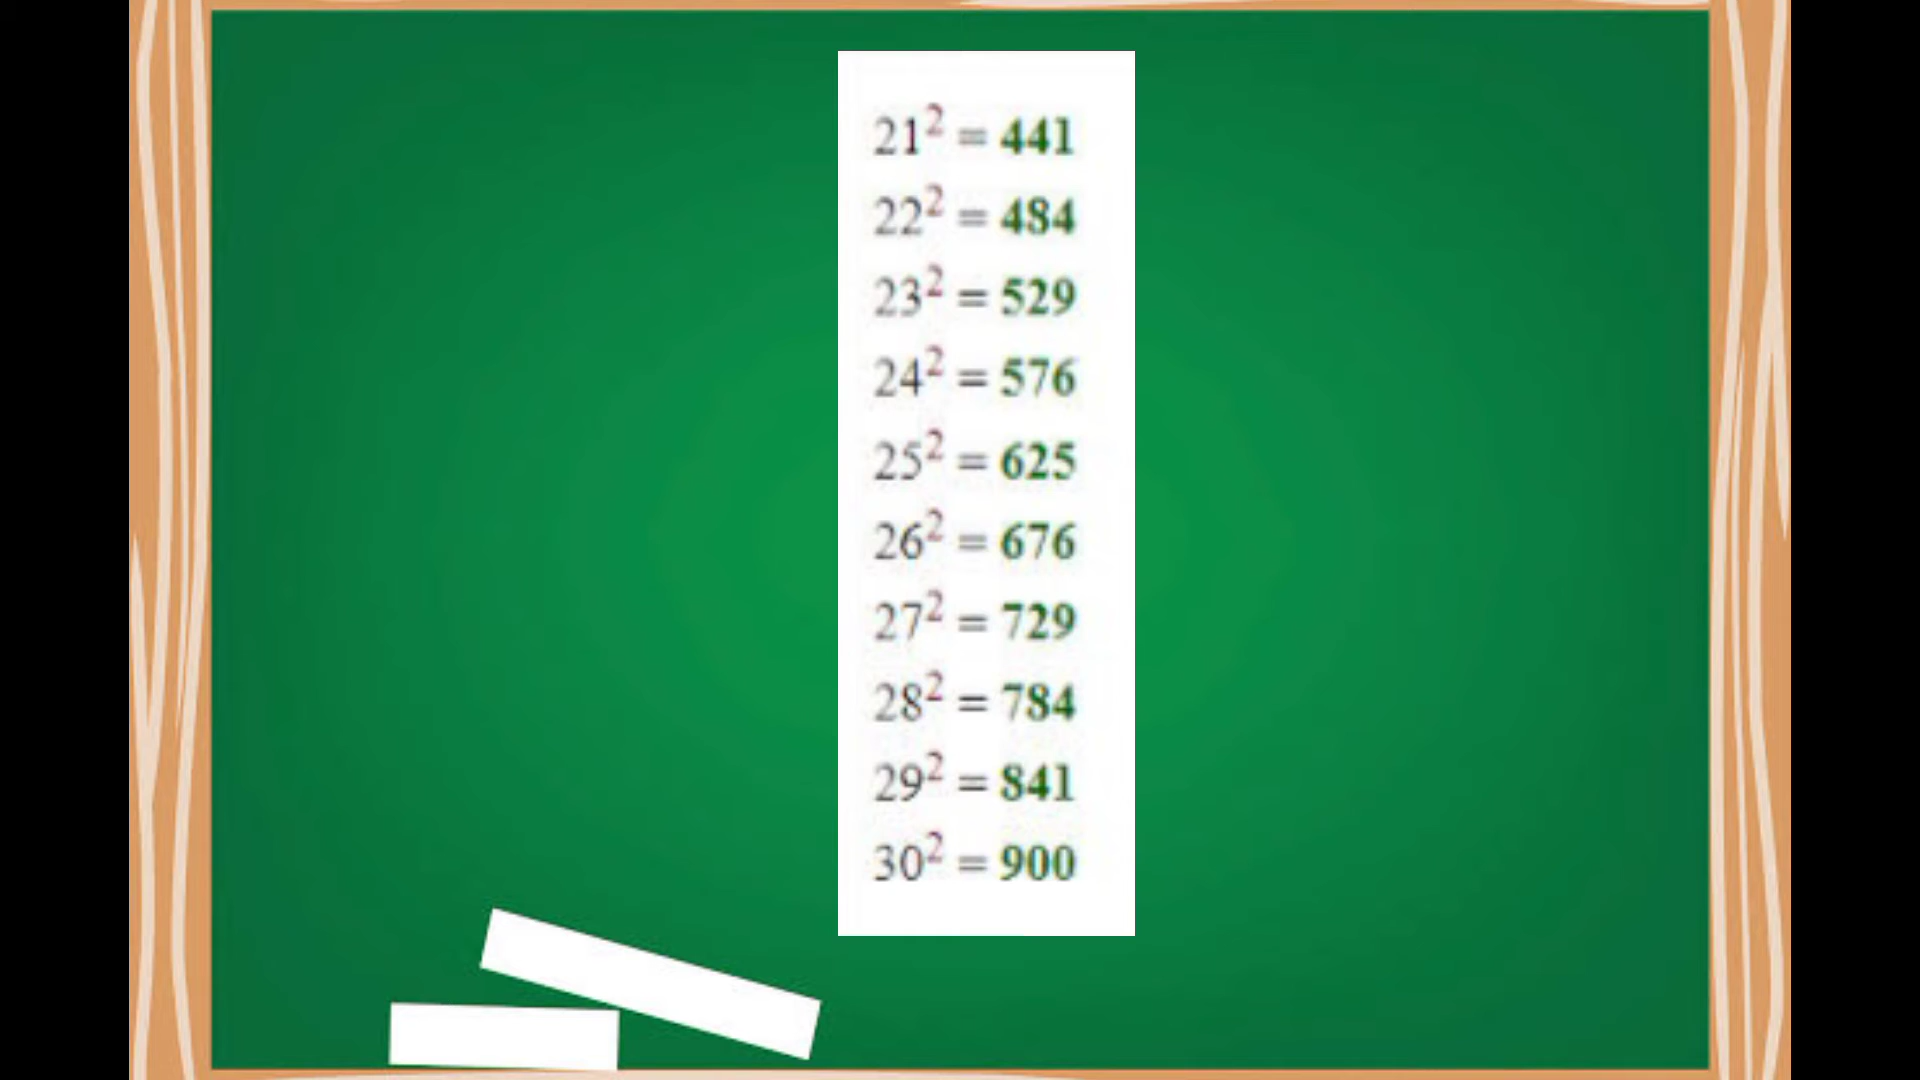 21² = 441
22² = 484
23² = 529
24² = 576
25² = 625
26² = 676
27² = 729
28² = 784
29² = 841
30² = 900